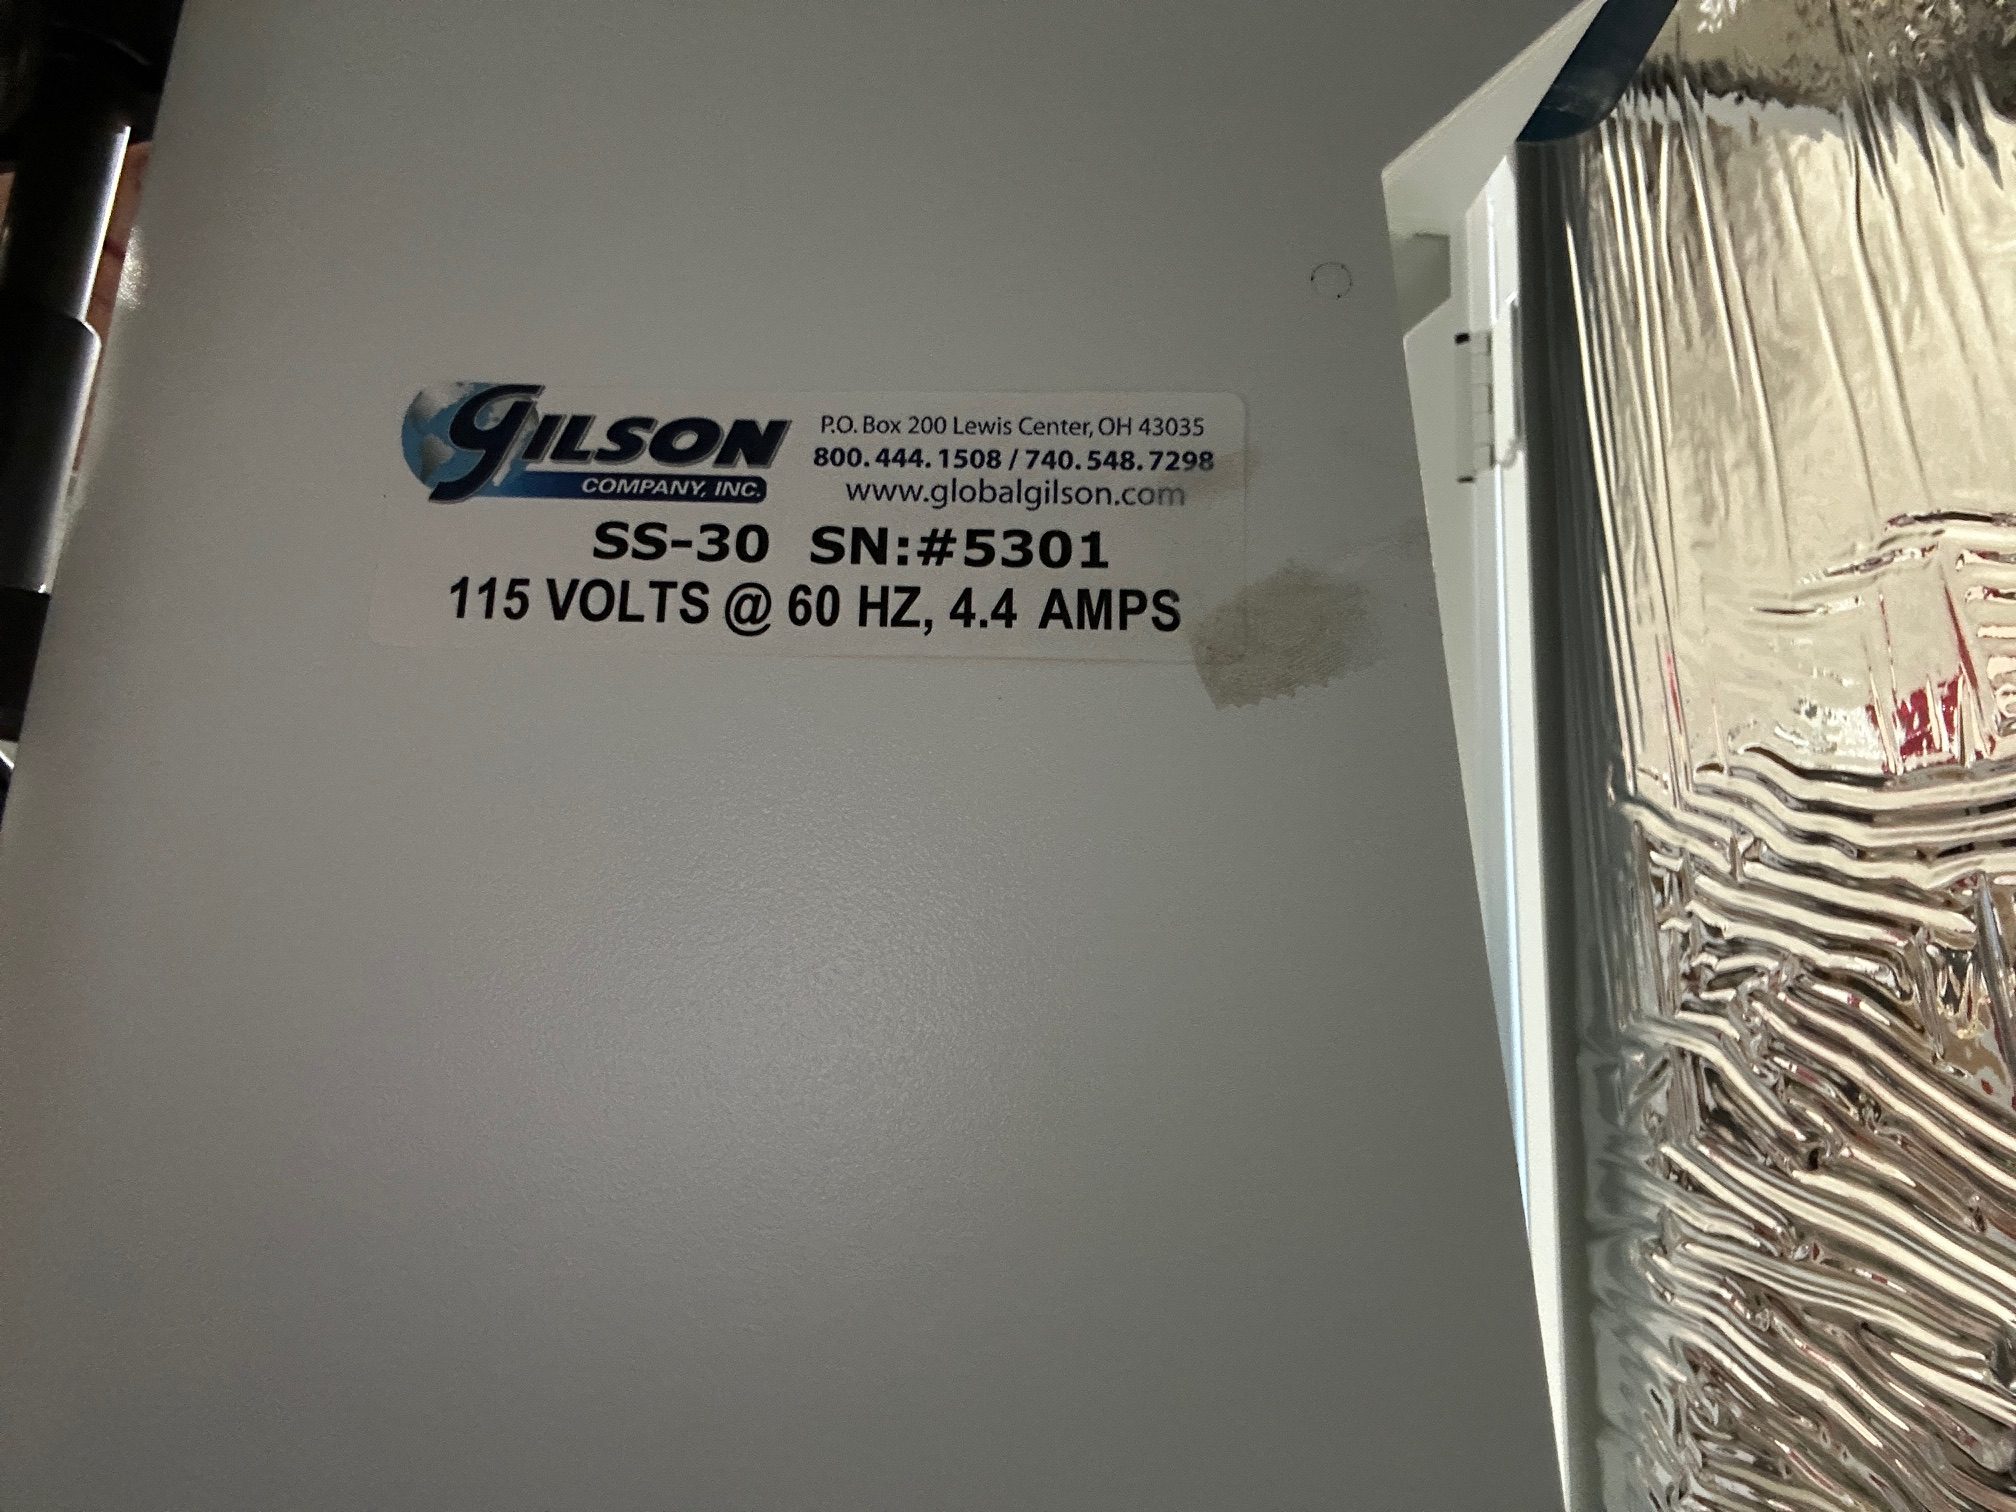 GILSON
COMPANY, INC.
P.O. Box 200 Lewis Center, OH 43035
800.444.1508 / 740.548.7298
www.globalgilson.com
SS-30 SN:#5301
115 VOLTS @ 60 HZ, 4.4 AMPS